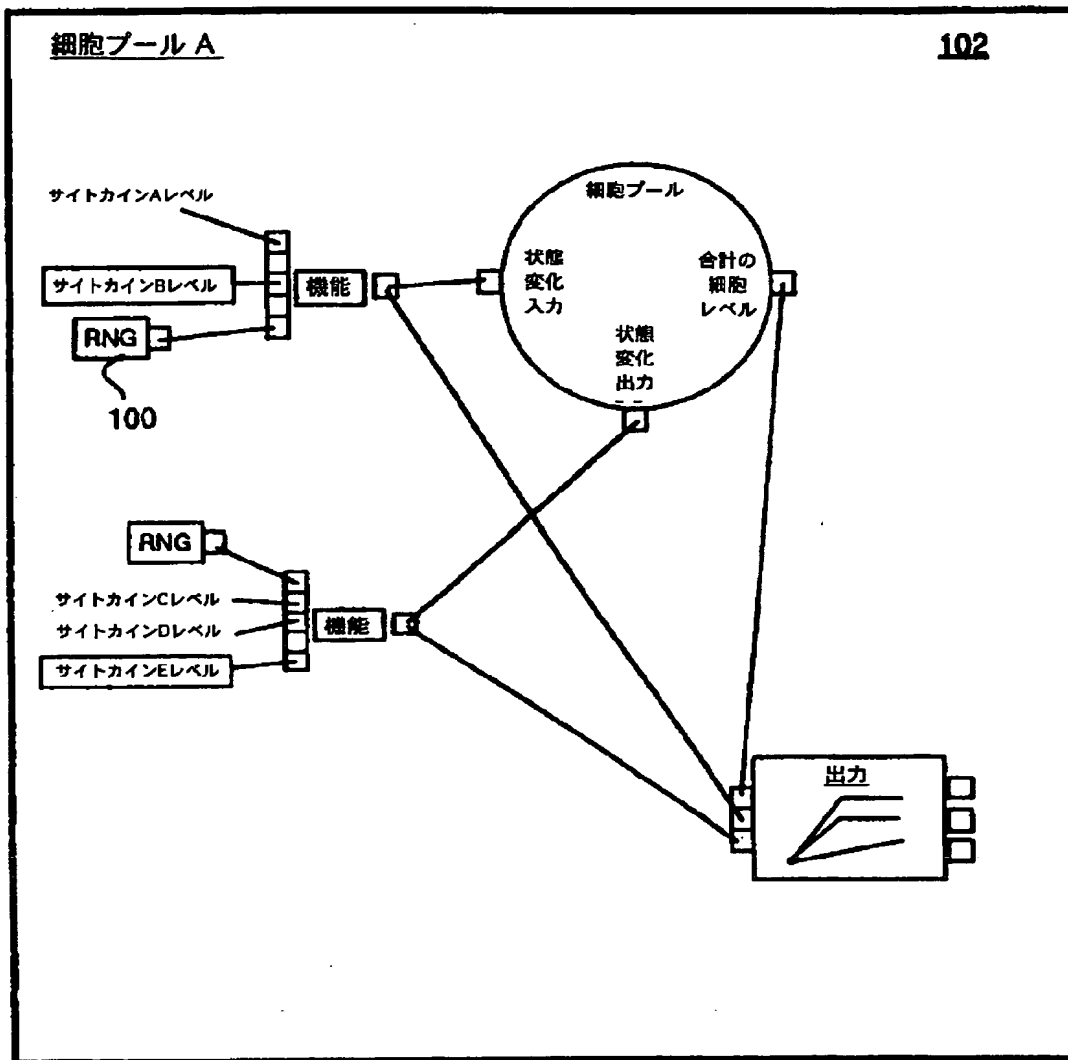 細胞プール A
102
サイトカインAレベル
サイトカインBレベル
機能
RNG
100
細胞プール
状態
変化
入力
合計の
細胞
レベル
状態
変化
出力
RNG
サイトカインCレベル
サイトカインDレベル
機能
サイトカインEレベル
出力